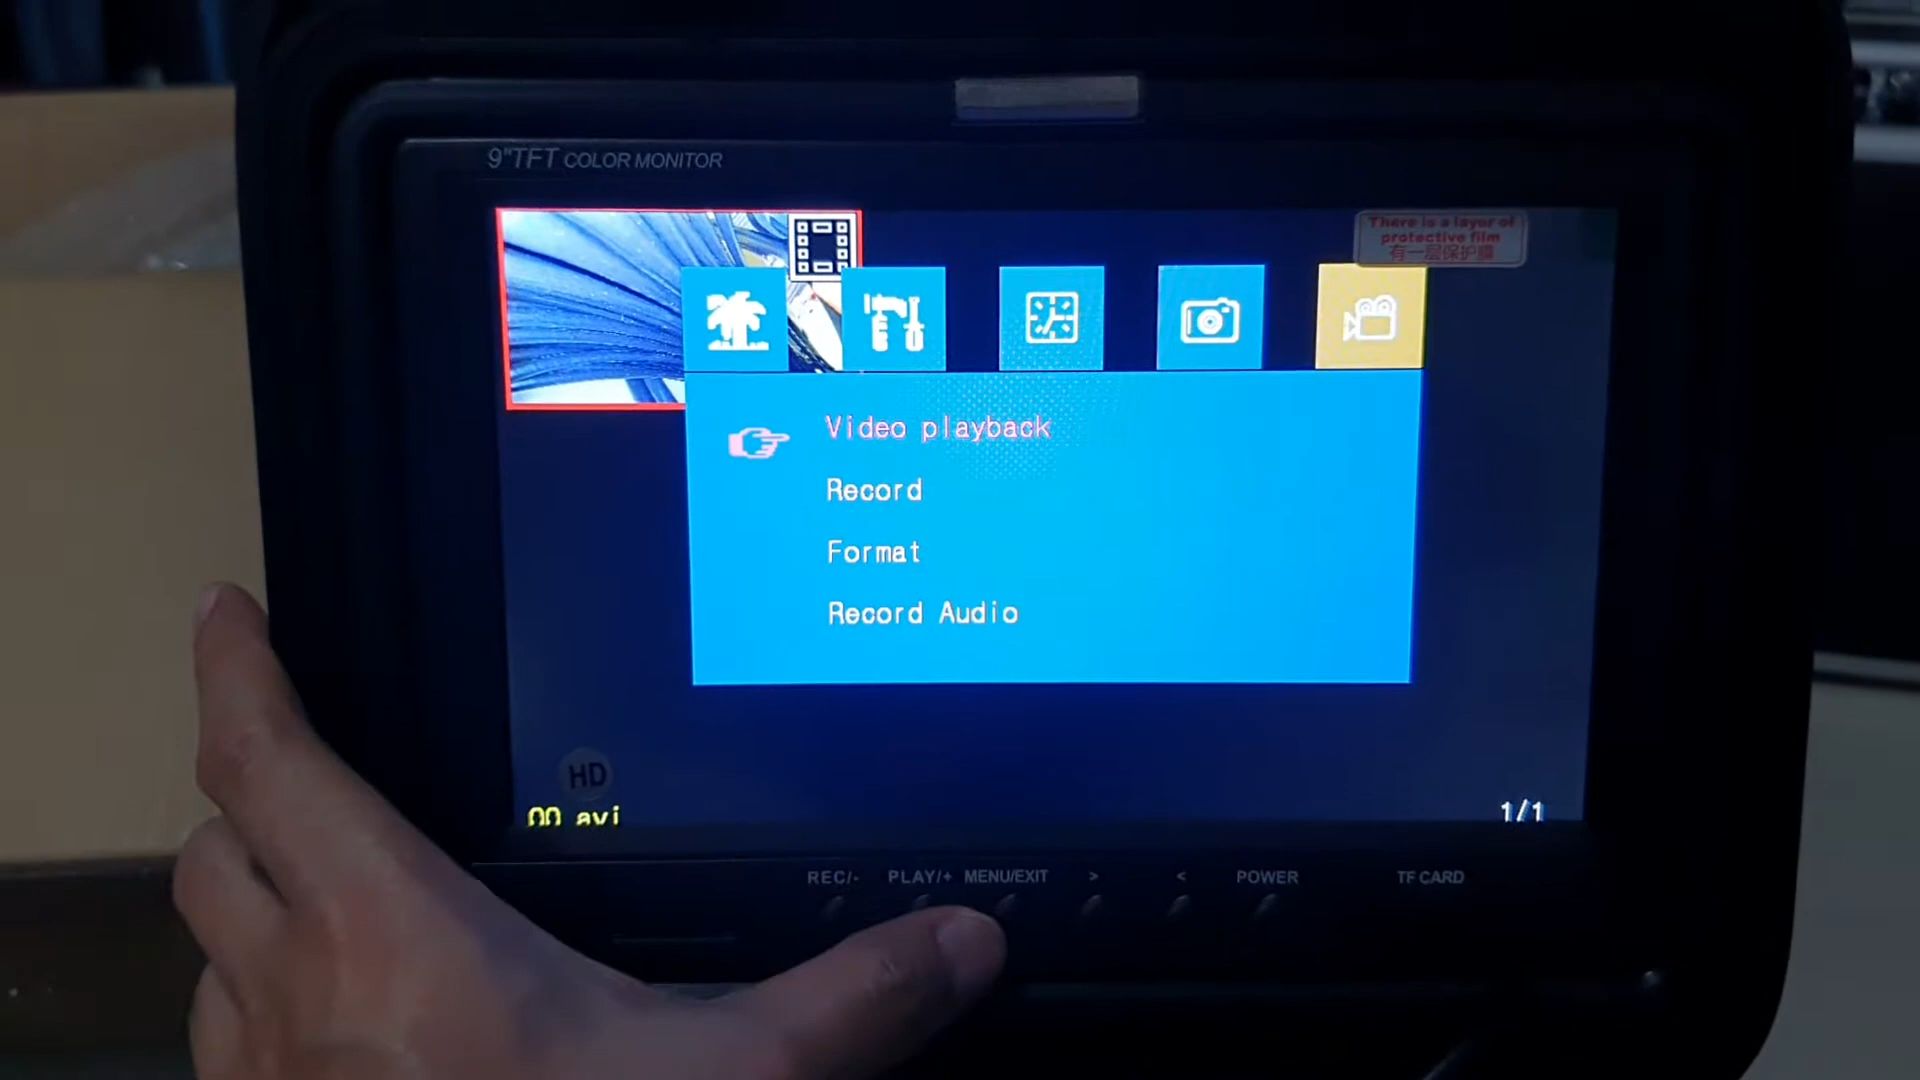 9"TFT COLOR MONITOR
There is a layer of
protective film
有一层保护膜
Video playback
Record
Format
Record Audio
HD
00 avi
1/1
REC/- PLAY/+ MENU/EXIT > < POWER TF CARD